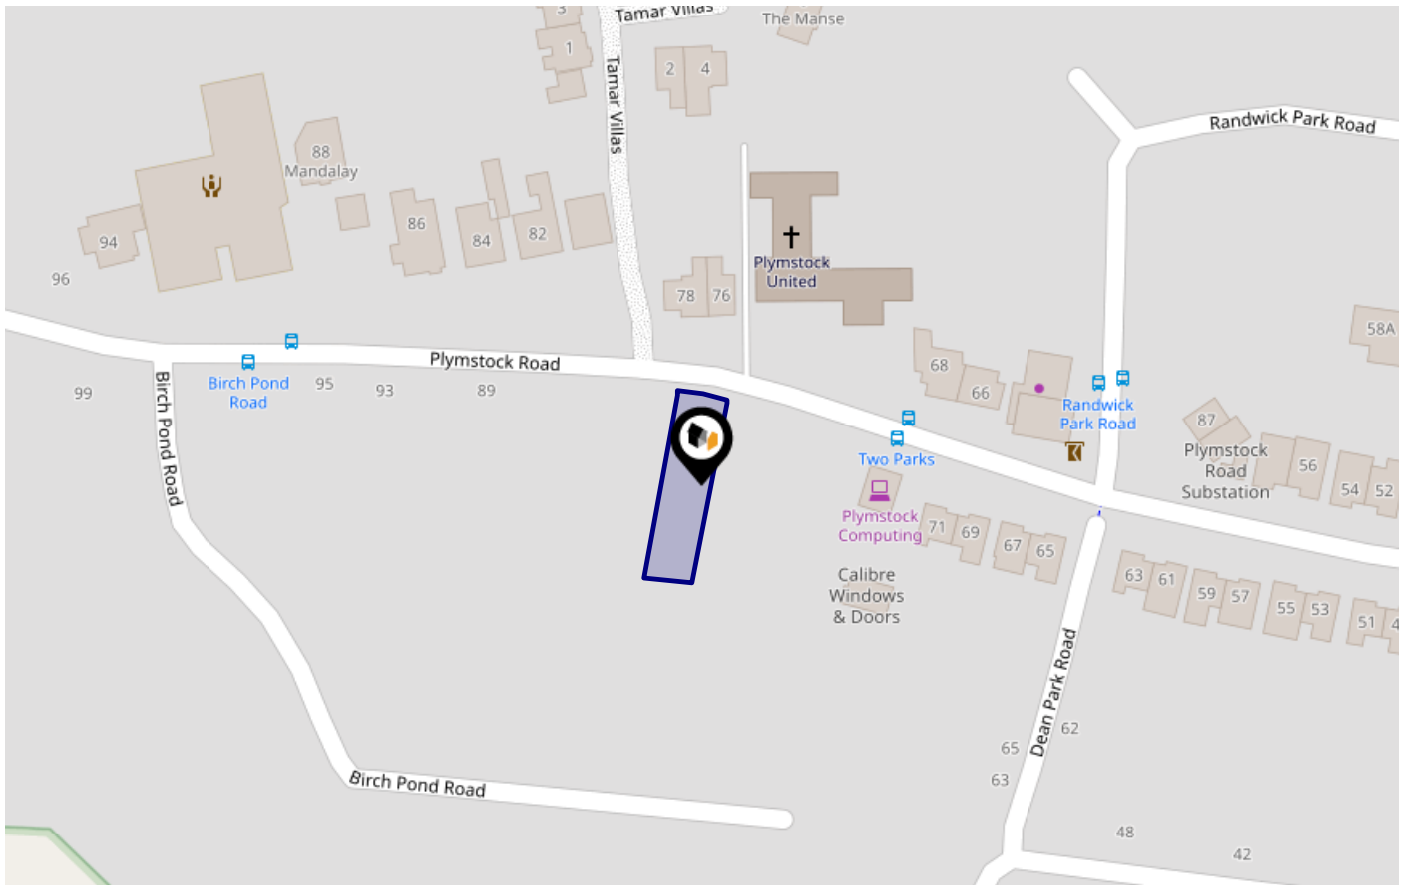 3
Tamar Villas
The Manse
1
2
4
Tamar Villas
Randwick Park Road
88
Mandalay
94
86
84
82
96
Plymstock
United
78
76
58A
Plymstock Road
68
66
Birch Pond
Road
99
95
93
89
Randwick
Park Road
87
Birch Pond Road
Two Parks
Plymstock
Road
Substation
56
54
52
Plymstock
Computing
71
69
67
65
Calibre
Windows
& Doors
63
61
59
57
55
53
51
4
Dean Park Road
62
65
63
Birch Pond Road
48
42